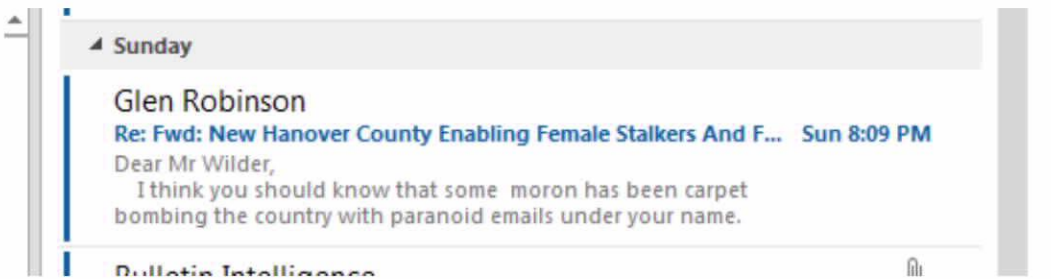 Sunday
Glen Robinson
Re: Fwd: New Hanover County Enabling Female Stalkers And F... Sun 8:09 PM
Dear Mr Wilder,
I think you should know that some moron has been carpet
bombing the country with paranoid emails under your name.
Bulletin Intelligence